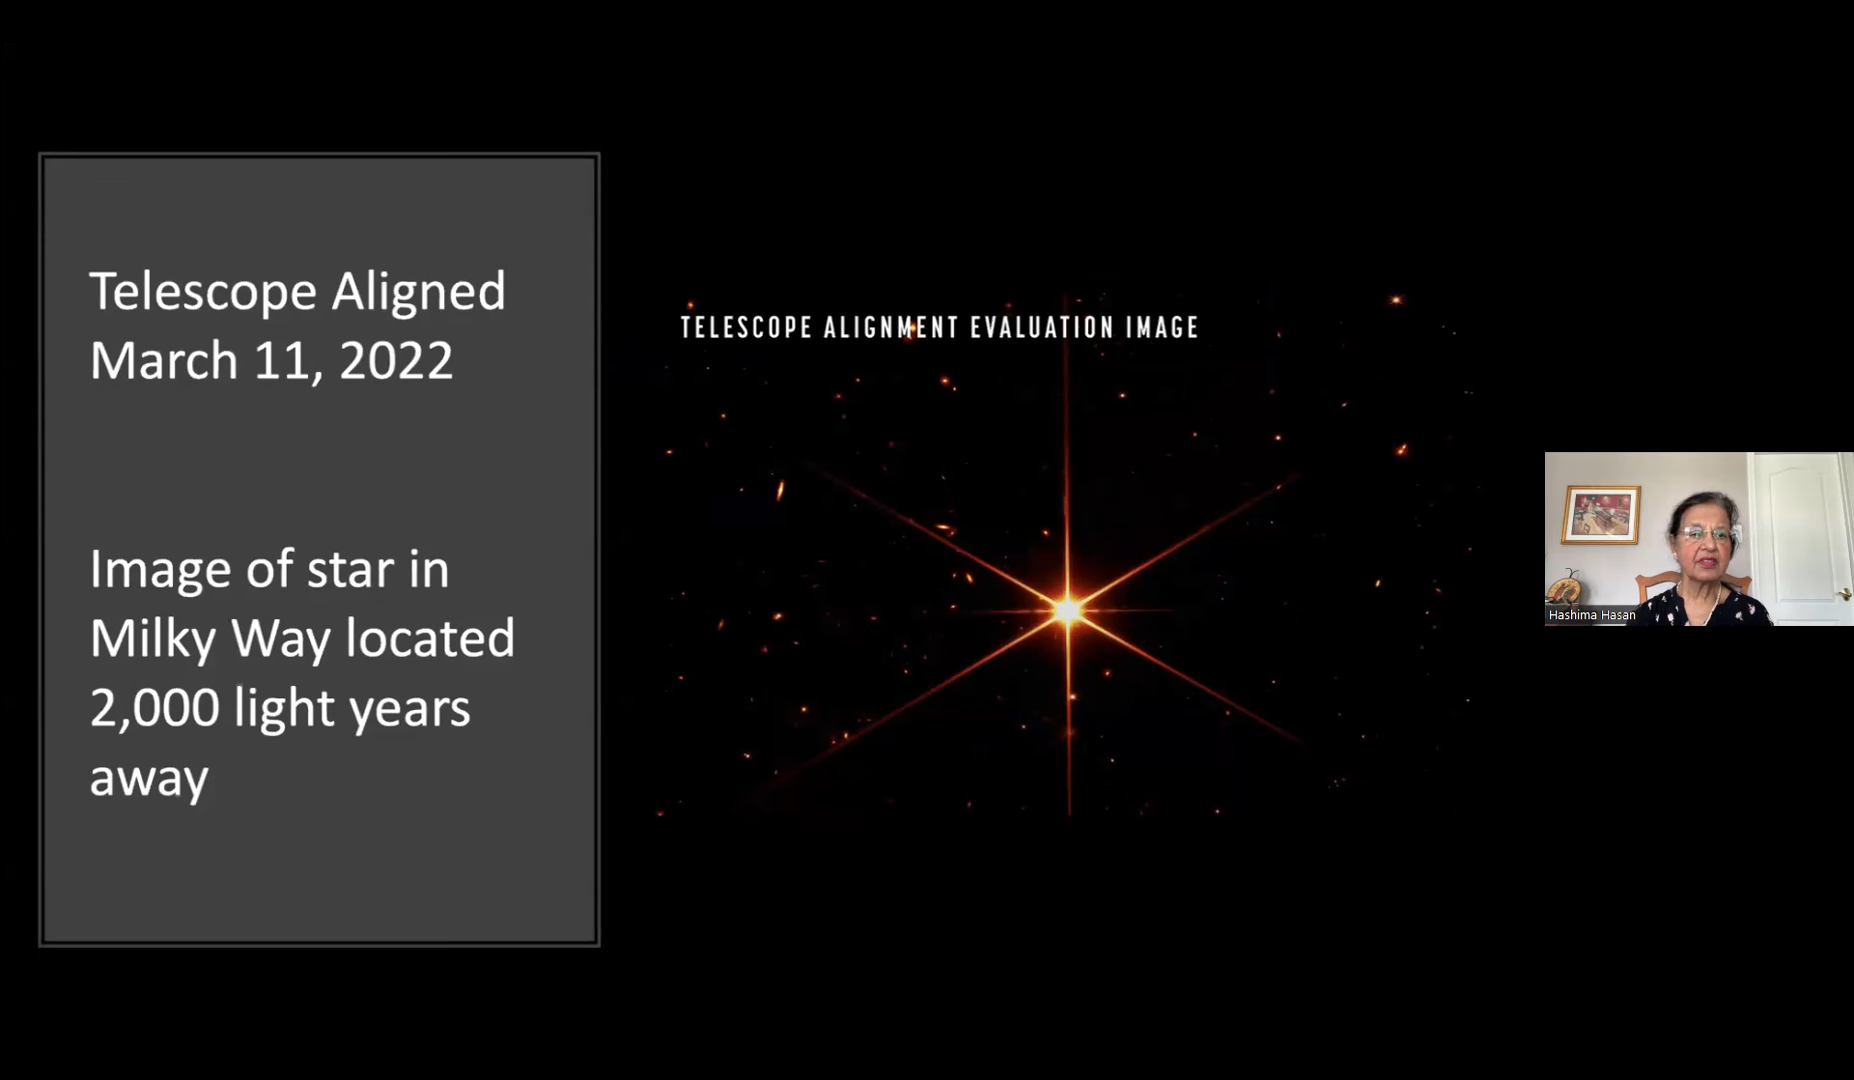 Telescope Aligned
March 11, 2022
Image of star in
Milky Way located
2,000 light years
away
TELESCOPE ALIGNMENT EVALUATION IMAGE
Hashima Hasan